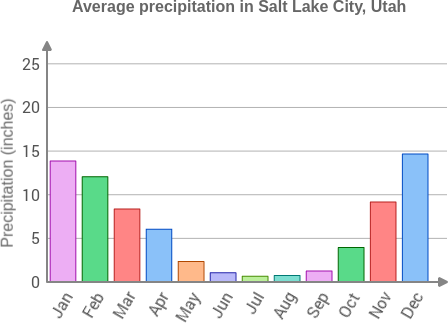 Average precipitation in Salt Lake City, Utah
Precipitation (inches)
25
20
15
10
5
0
Jan Feb Mar Apr May Jun Jul Aug Sep Oct Nov Dec